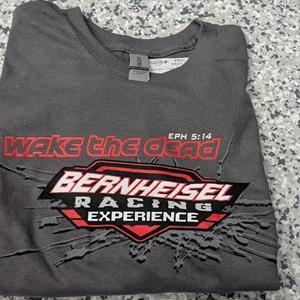 EPH 5:14
WAKE the dead
BERNHEISEL
RACING
EXPERIENCE